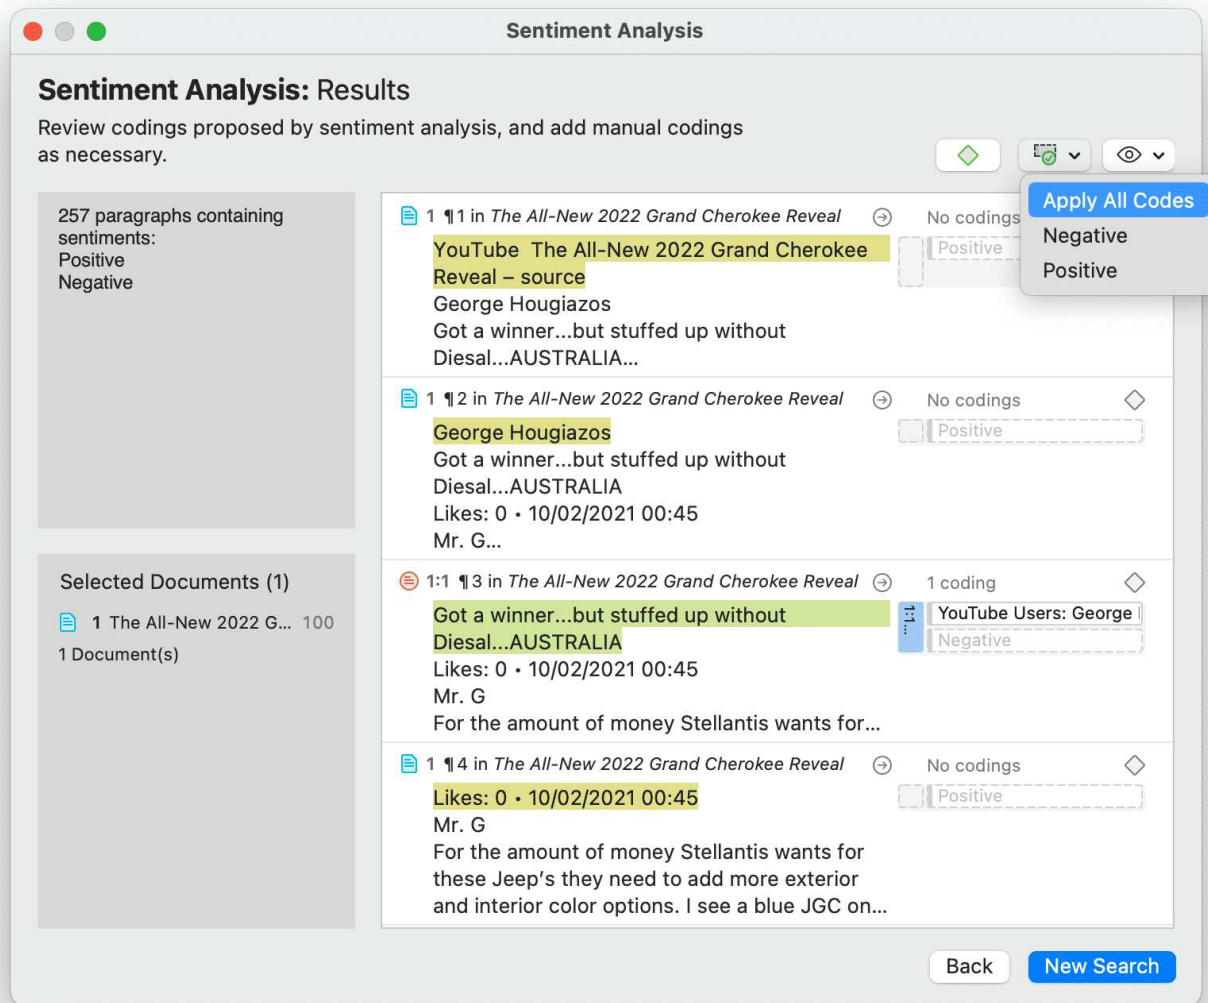 Sentiment Analysis
Sentiment Analysis: Results
Review codings proposed by sentiment analysis, and add manual codings
as necessary.
Apply All Codes
Negative
Positive
257 paragraphs containing
sentiments:
Positive
Negative
Selected Documents (1)
1 The All-New 2022 G... 100
1 Document(s)
1 ¶ 1 in The All-New 2022 Grand Cherokee Reveal
No codings
Positive
YouTube The All-New 2022 Grand Cherokee
Reveal – source
George Hougiazos
Got a winner...but stuffed up without
Diesal...AUSTRALIA...
1 ¶ 2 in The All-New 2022 Grand Cherokee Reveal
No codings
Positive
George Hougiazos
Got a winner...but stuffed up without
Diesal...AUSTRALIA
Likes: 0 • 10/02/2021 00:45
Mr. G...
1:1 ¶ 3 in The All-New 2022 Grand Cherokee Reveal
1 coding
1:1...
YouTube Users: George
Negative
Got a winner...but stuffed up without
Diesal...AUSTRALIA
Likes: 0 • 10/02/2021 00:45
Mr. G
For the amount of money Stellantis wants for...
1 ¶ 4 in The All-New 2022 Grand Cherokee Reveal
No codings
Positive
Likes: 0 • 10/02/2021 00:45
Mr. G
For the amount of money Stellantis wants for
these Jeep's they need to add more exterior
and interior color options. I see a blue JGC on...
Back
New Search